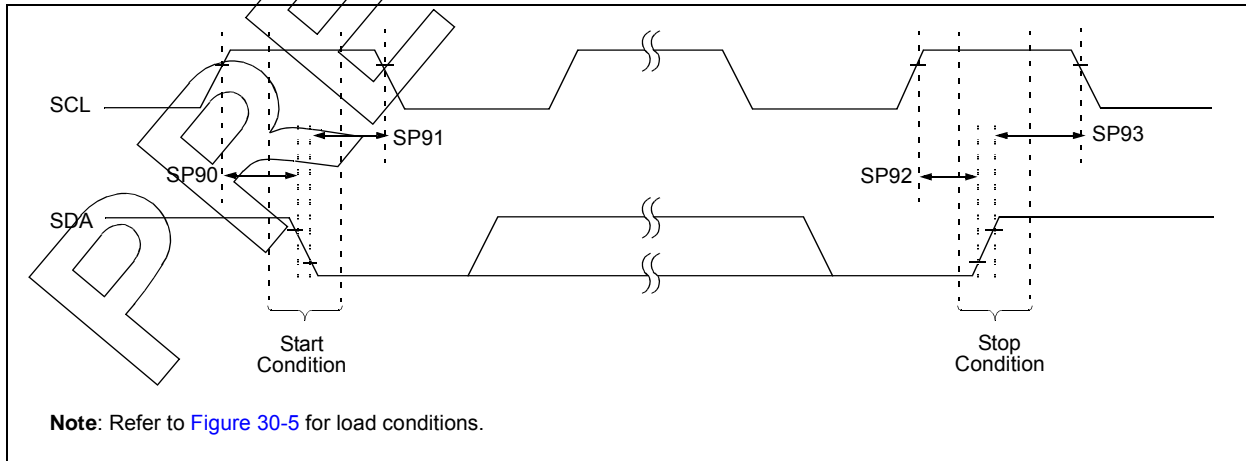 SCL
SP91
SP93
SP90
SP92
SDA
Start
Condition
Stop
Condition
Note: Refer to Figure 30-5 for load conditions.
PRE